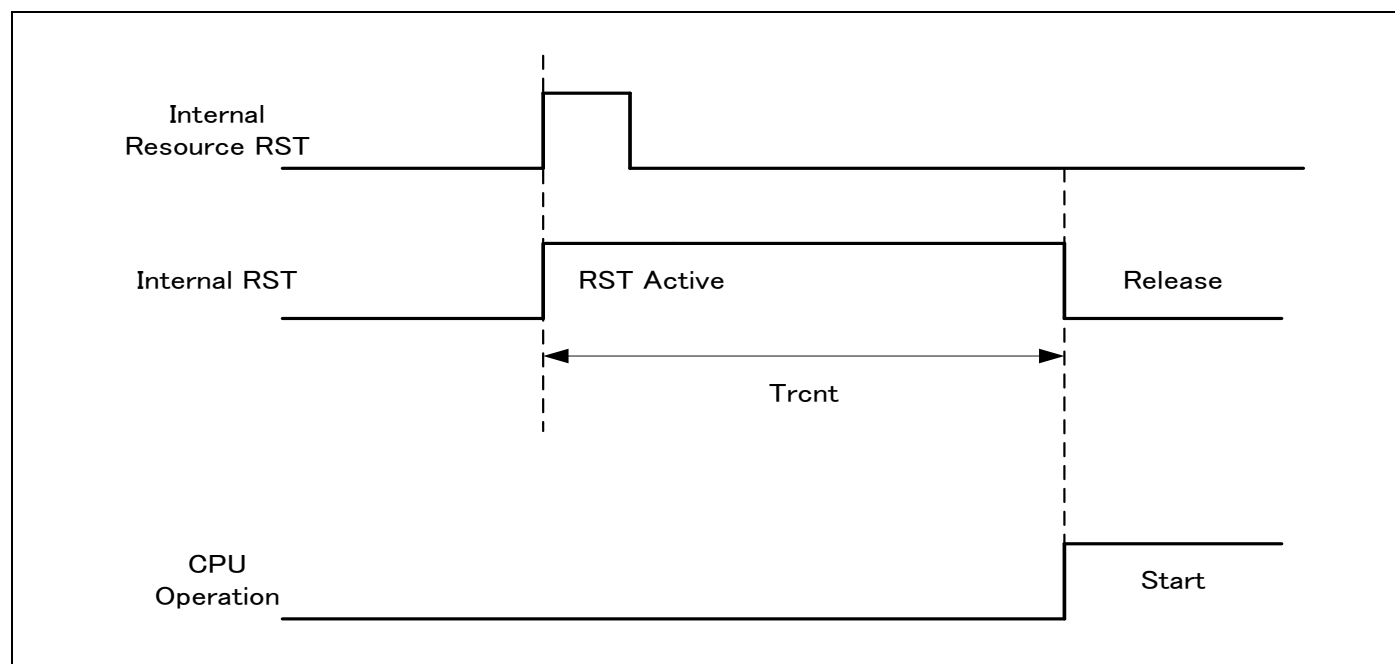 Internal
Resource RST
Internal RST
RST Active
Release
Trcnt
CPU
Operation
Start